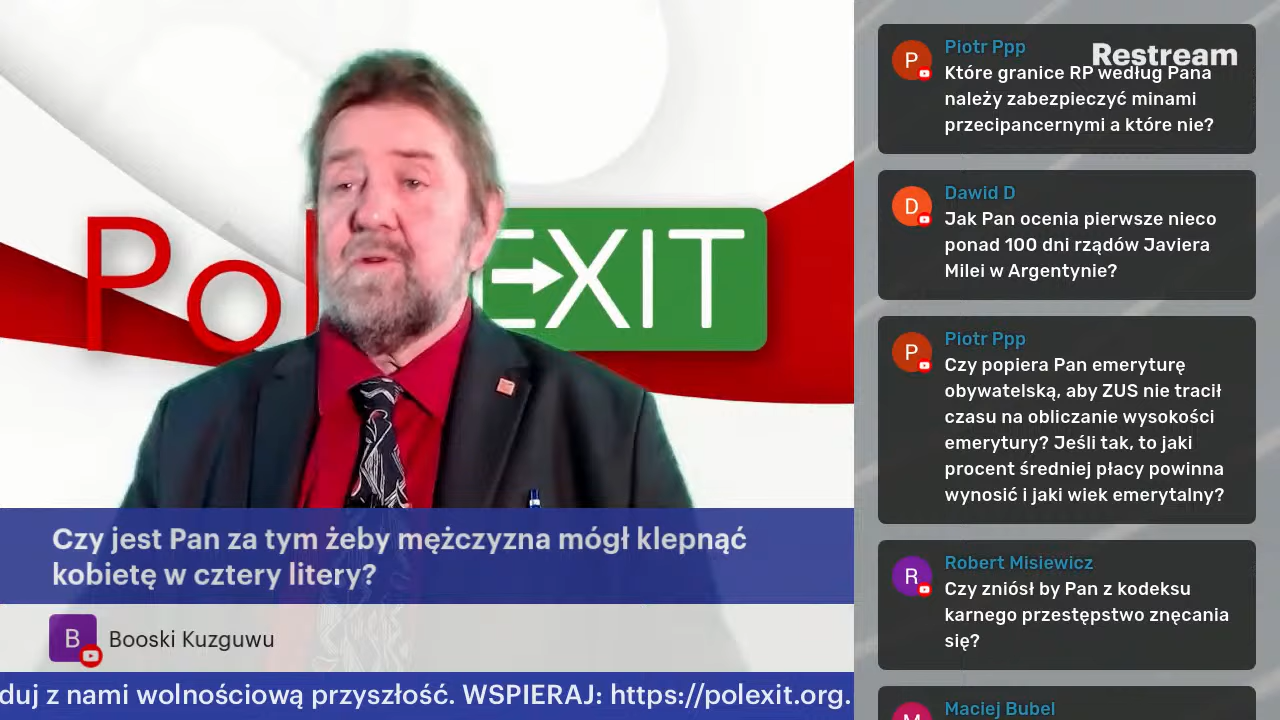 PolEXIT
Czy jest Pan za tym żeby mężczyzna mógł klepnąć
kobietę w cztery litery?
B
Booski Kuzguwu
duj z nami wolnościową przyszłość. WSPIERAJ: https://polexit.org.
Restream
P
Piotr Ppp
Które granice RP według Pana
należy zabezpieczyć minami
przecipancernymi a które nie?
D
Dawid D
Jak Pan ocenia pierwsze nieco
ponad 100 dni rządów Javiera
Milei w Argentynie?
P
Piotr Ppp
Czy popiera Pan emeryturę
obywatelską, aby ZUS nie tracił
czasu na obliczanie wysokości
emerytury? Jeśli tak, to jaki
procent średniej płacy powinna
wynosić i jaki wiek emerytalny?
R
Robert Misiewicz
Czy zniósł by Pan z kodeksu
karnego przestępstwo znęcania
się?
M
Maciej Bubel